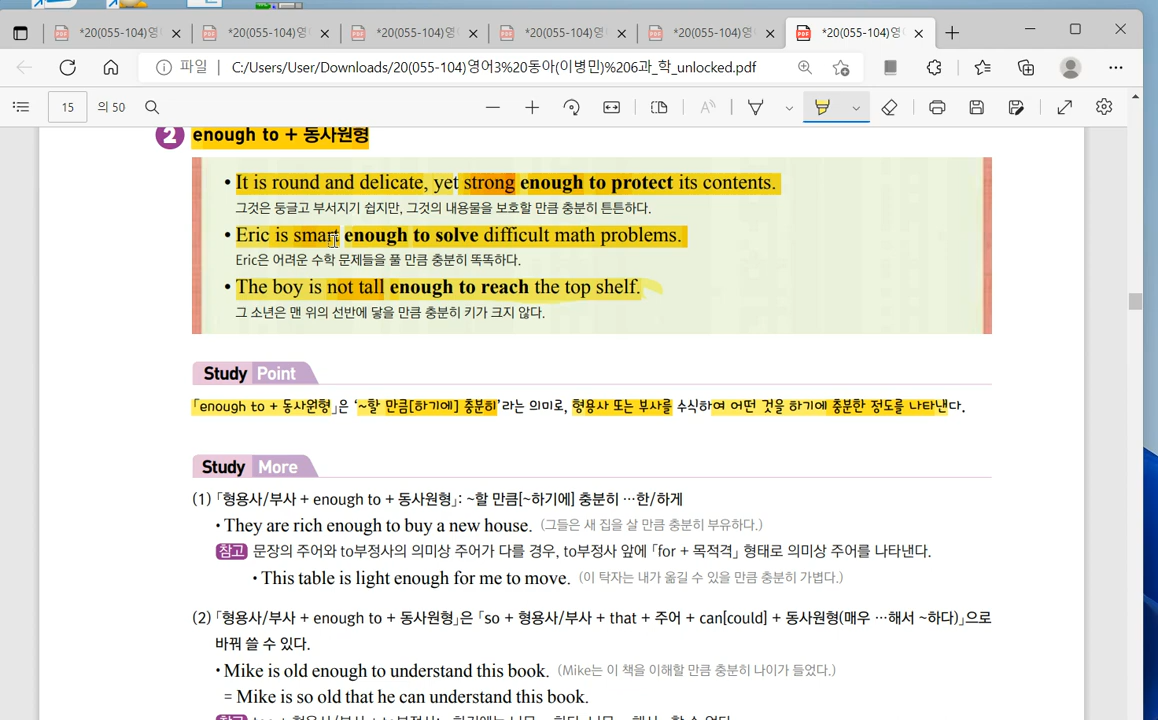 *20(055-104)영어 *20(055-104)영어 *20(055-104)영어 *20(055-104)영어 *20(055-104)영어 *20(055-104)영어
파일 C:/Users/User/Downloads/20(055-104)영어3%20동아(이병민)%206과_학_unlocked.pdf
15 의 50
2 enough to + 동사원형
• It is round and delicate, yet strong enough to protect its contents.
그것은 둥글고 부서지기 쉽지만, 그것의 내용물을 보호할 만큼 충분히 튼튼하다.
• Eric is smart enough to solve difficult math problems.
Eric은 어려운 수학 문제들을 풀 만큼 충분히 똑똑하다.
• The boy is not tall enough to reach the top shelf.
그 소년은 맨 위의 선반에 닿을 만큼 충분히 키가 크지 않다.
Study Point
「enough to + 동사원형」은 ‘~할 만큼[하기에] 충분히’라는 의미로, 형용사 또는 부사를 수식하여 어떤 것을 하기에 충분한 정도를 나타낸다.
Study More
(1) 「형용사/부사 + enough to + 동사원형」: ~할 만큼[~하기에] 충분히 …한/하게
• They are rich enough to buy a new house. (그들은 새 집을 살 만큼 충분히 부유하다.)
참고 문장의 주어와 to부정사의 의미상 주어가 다를 경우, to부정사 앞에 「for + 목적격」 형태로 의미상 주어를 나타낸다.
• This table is light enough for me to move. (이 탁자는 내가 옮길 수 있을 만큼 충분히 가볍다.)
(2) 「형용사/부사 + enough to + 동사원형」은 「so + 형용사/부사 + that + 주어 + can[could] + 동사원형(매우 …해서 ~하다)」으로
바꿔 쓸 수 있다.
• Mike is old enough to understand this book. (Mike는 이 책을 이해할 만큼 충분히 나이가 들었다.)
= Mike is so old that he can understand this book.